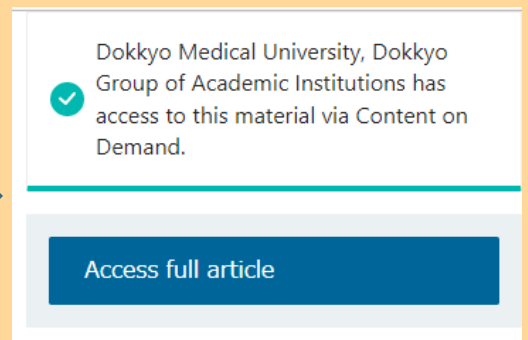 Dokkyo Medical University, Dokkyo
Group of Academic Institutions has
access to this material via Content on
Demand.
Access full article